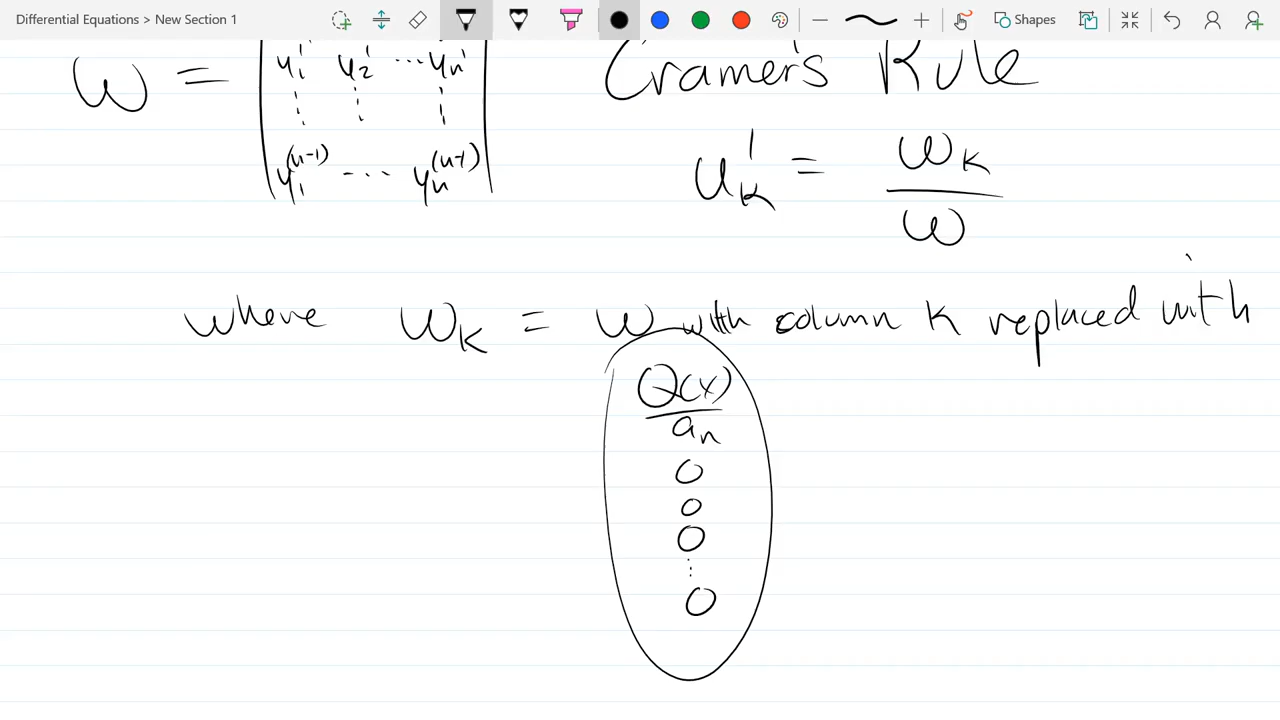 Differential Equations > New Section 1
Shapes
W = | y₁' y₂' ... yₙ' |
⋮ ⋮ ⋮
y₁⁽ⁿ⁻¹⁾ ... yₙ⁽ⁿ⁻¹⁾
Cramer's Rule
u'ₖ = wₖ / w
where wₖ = w with column k replaced with
Q(x)
aₙ
0
0
0
⋮
0